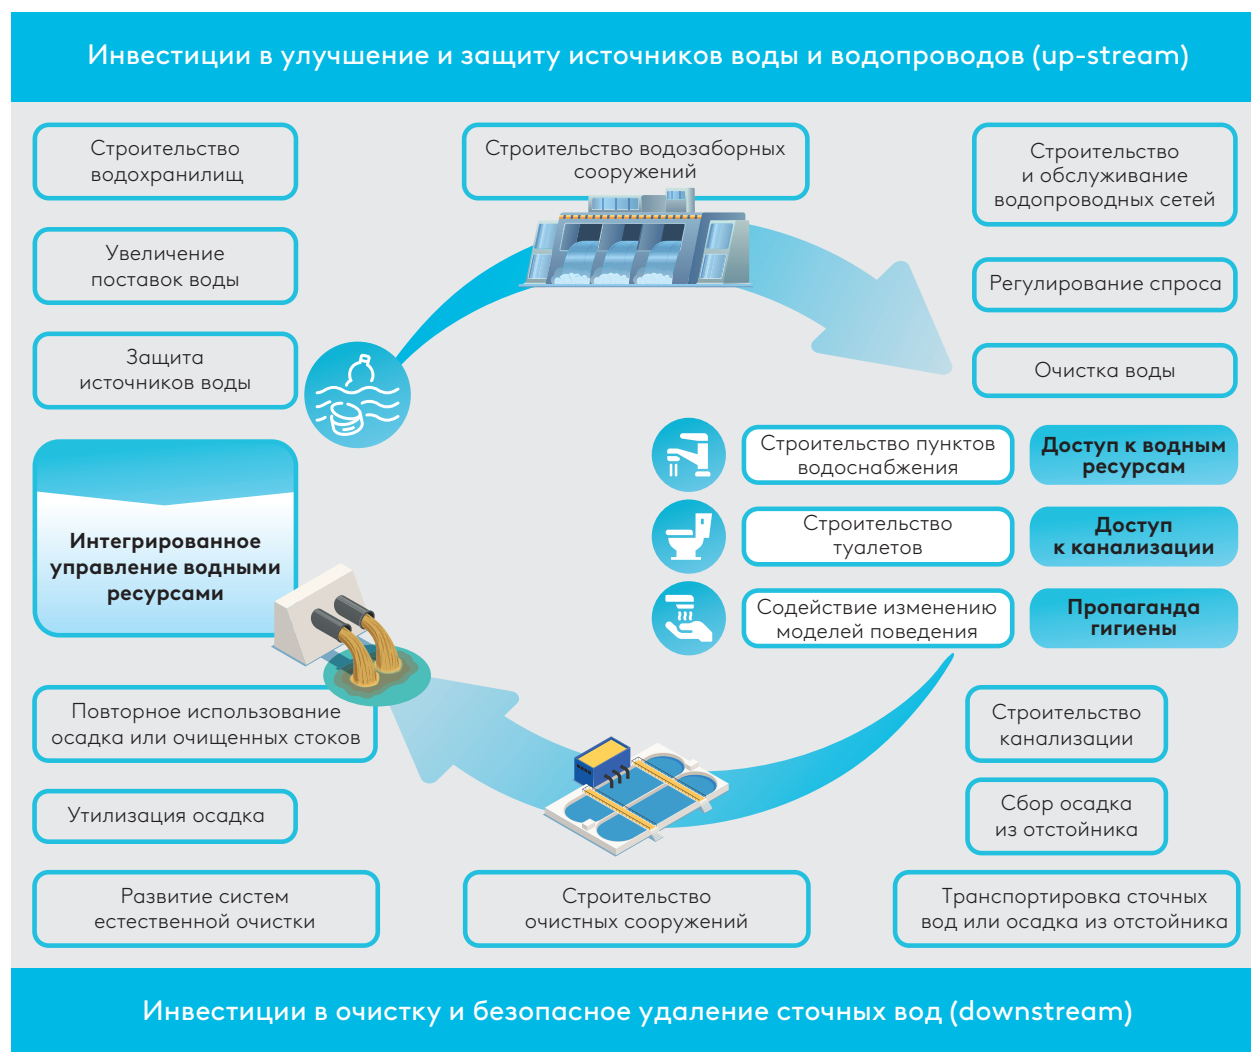 Инвестиции в улучшение и защиту источников воды и водопроводов (up-stream)
Строительство
водохранилищ
Строительство водозаборных
сооружений
Строительство
и обслуживание
водопроводных сетей
Увеличение
поставок воды
Регулирование спроса
Защита
источников воды
Очистка воды
Строительство пунктов
водоснабжения
Доступ к водным
ресурсам
Строительство
туалетов
Доступ
к канализации
Интегрированное
управление водными
ресурсами
Содействие изменению
моделей поведения
Пропаганда
гигиены
Повторное использование
осадка или очищенных стоков
Строительство
канализации
Утилизация осадка
Сбор осадка
из отстойника
Развитие систем
естественной очистки
Строительство
очистных сооружений
Транспортировка сточных
вод или осадка из отстойника
Инвестиции в очистку и безопасное удаление сточных вод (downstream)